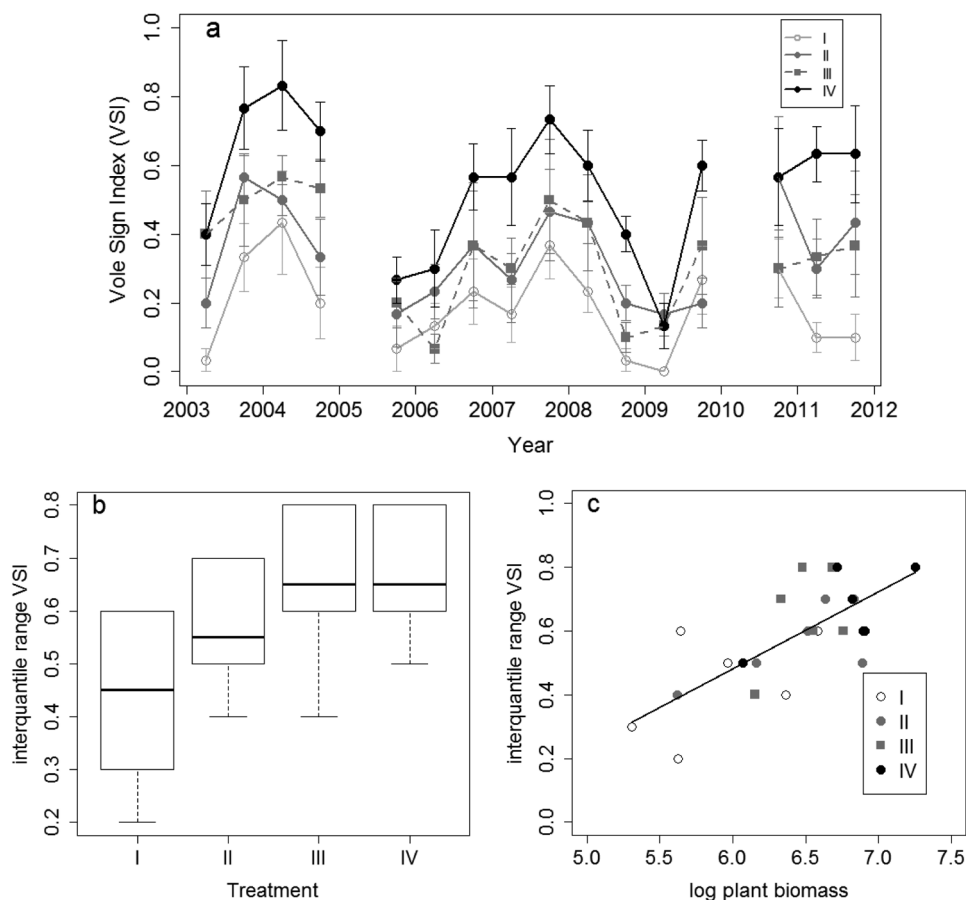 a
I
II
III
IV
1.0
0.8
0.6
0.4
0.2
0.0
Vole Sign Index (VSI)
2003 2004 2005 2006 2007 2008 2009 2010 2011 2012
Year
b
0.8
0.7
0.6
0.5
0.4
0.3
0.2
interquantile range VSI
I II III IV
Treatment
c
1.0
0.8
0.6
0.4
0.2
0.0
interquantile range VSI
I
II
III
IV
5.0 5.5 6.0 6.5 7.0 7.5
log plant biomass